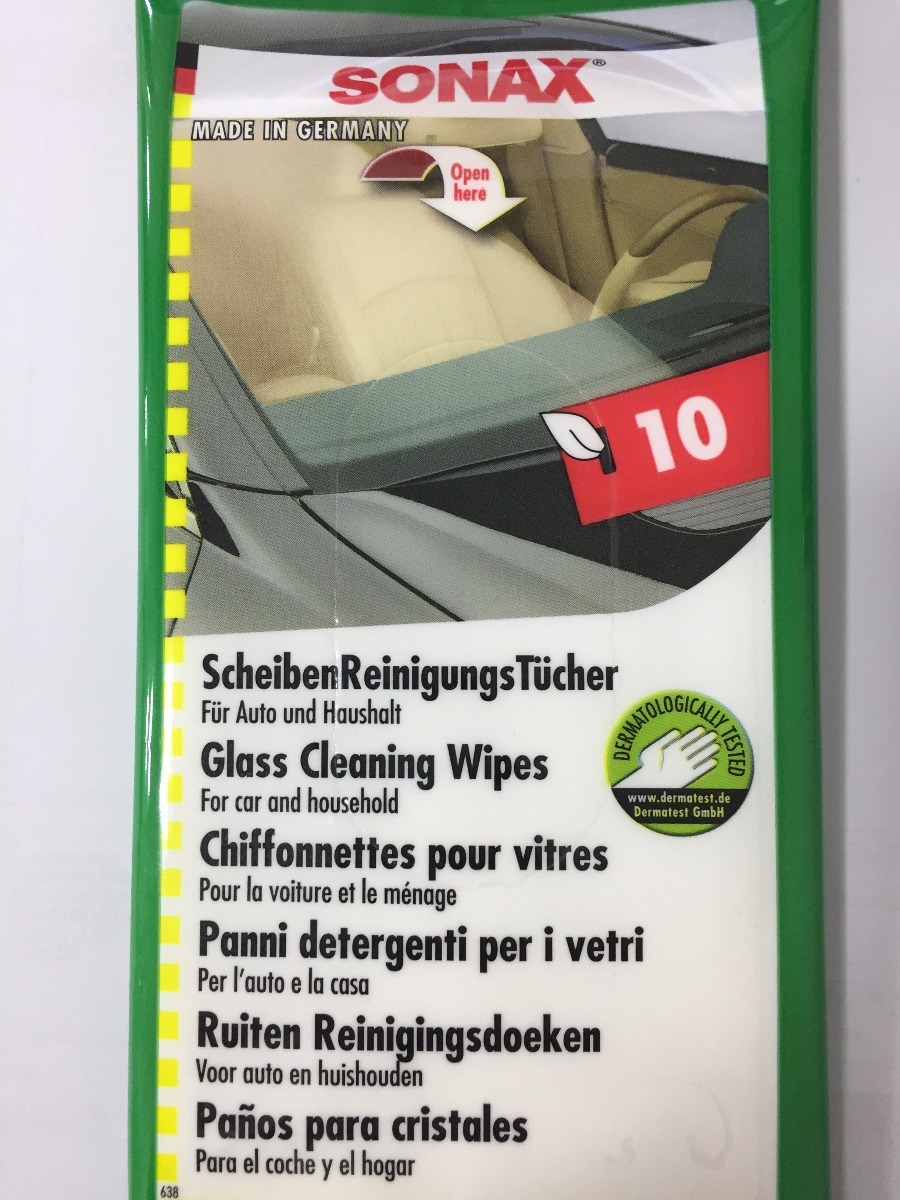 SONAX®
MADE IN GERMANY
Open
here
10
ScheibenReinigungsTücher
Für Auto und Haushalt
DERMATOLOGICALLY TESTED
www.dermatest.de
Dermatest GmbH
Glass Cleaning Wipes
For car and household
Chiffonnettes pour vitres
Pour la voiture et le ménage
Panni detergenti per i vetri
Per l'auto e la casa
Ruiten Reinigingsdoeken
Voor auto en huishouden
Paños para cristales
Para el coche y el hogar
638